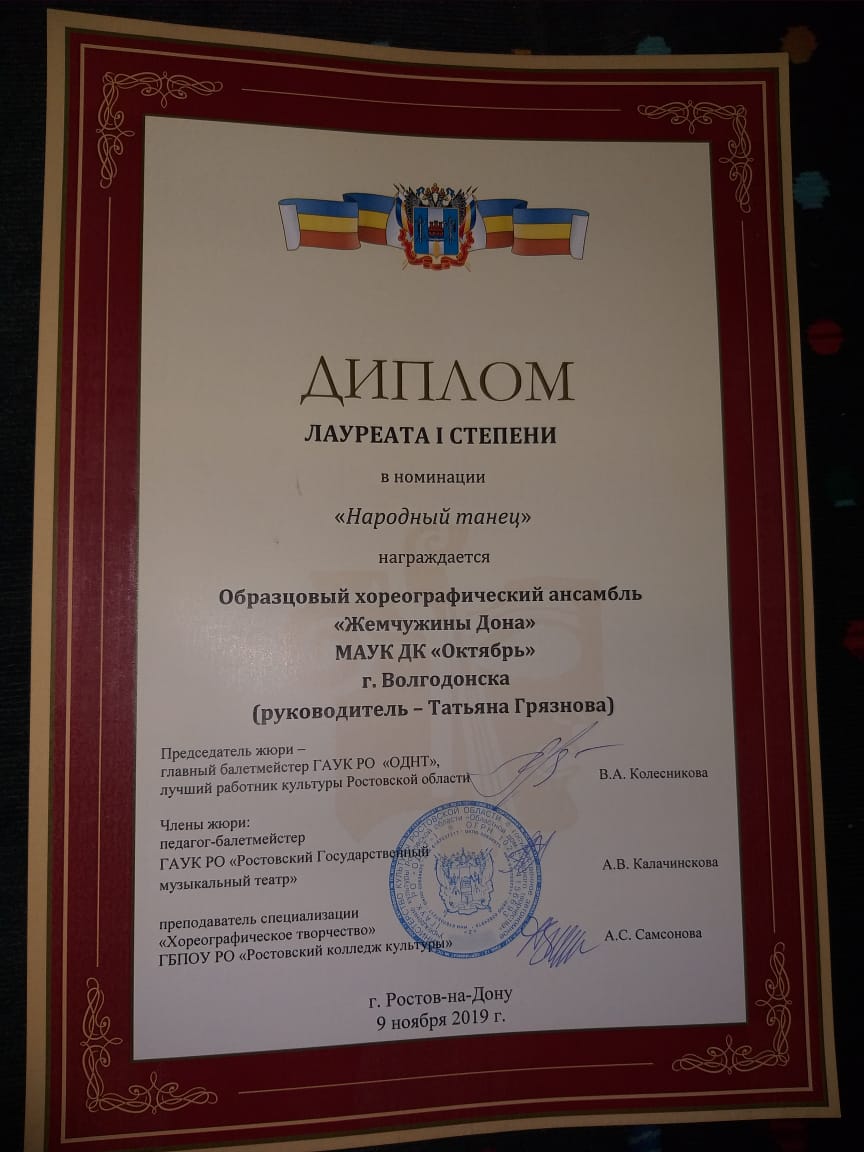 ДИПЛОМ
ЛАУРЕАТА I СТЕПЕНИ
в номинации
«Народный танец»
награждается
Образцовый хореографический ансамбль
«Жемчужины Дона»
МАУК ДК «Октябрь»
г. Волгодонска
(руководитель – Татьяна Грязнова)
Председатель жюри –
главный балетмейстер ГАУК РО «ОДНТ»,
лучший работник культуры Ростовской области
В.А. Колесникова
Члены жюри:
педагог-балетмейстер
ГАУК РО «Ростовский Государственный
музыкальный театр»
А.В. Калачинскова
преподаватель специализации
«Хореографическое творчество»
ГБПОУ РО «Ростовский колледж культуры»
А.С. Самсонова
г. Ростов-на-Дону
9 ноября 2019 г.